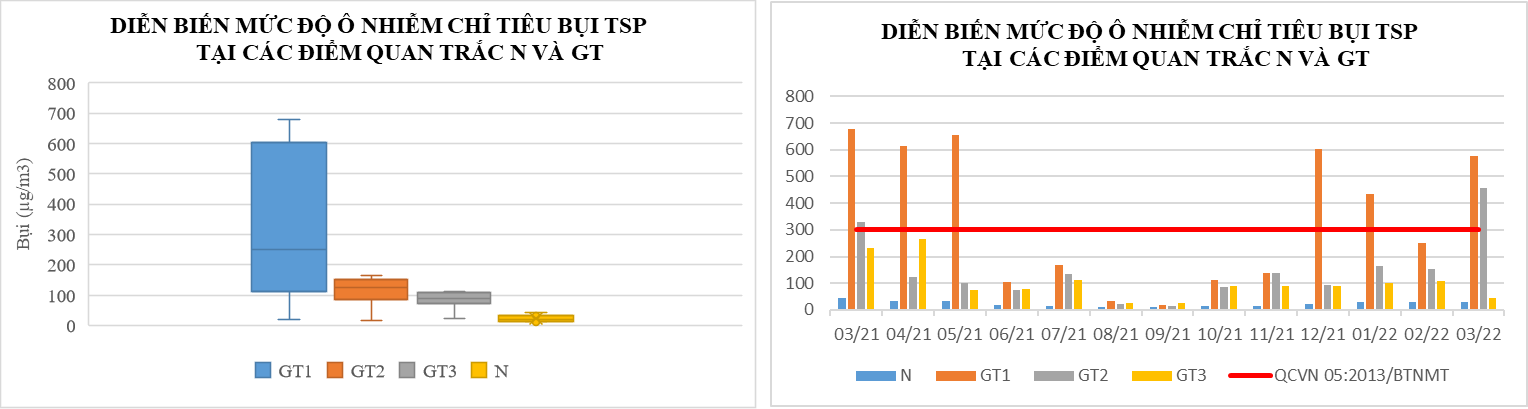 DIỄN BIẾN MỨC ĐỘ Ô NHIỄM CHỈ TIÊU BỤI TSP
TẠI CÁC ĐIỂM QUAN TRẮC N VÀ GT
800
700
600
500
400
300
200
100
0
Bụi (µg/m3)
GT1 GT2 GT3 N
DIỄN BIẾN MỨC ĐỘ Ô NHIỄM CHỈ TIÊU BỤI TSP
TẠI CÁC ĐIỂM QUAN TRẮC N VÀ GT
800
700
600
500
400
300
200
100
0
03/21 04/21 05/21 06/21 07/21 08/21 09/21 10/21 11/21 12/21 01/22 02/22 03/22
N GT1 GT2 GT3 QCVN 05:2013/BTNMT